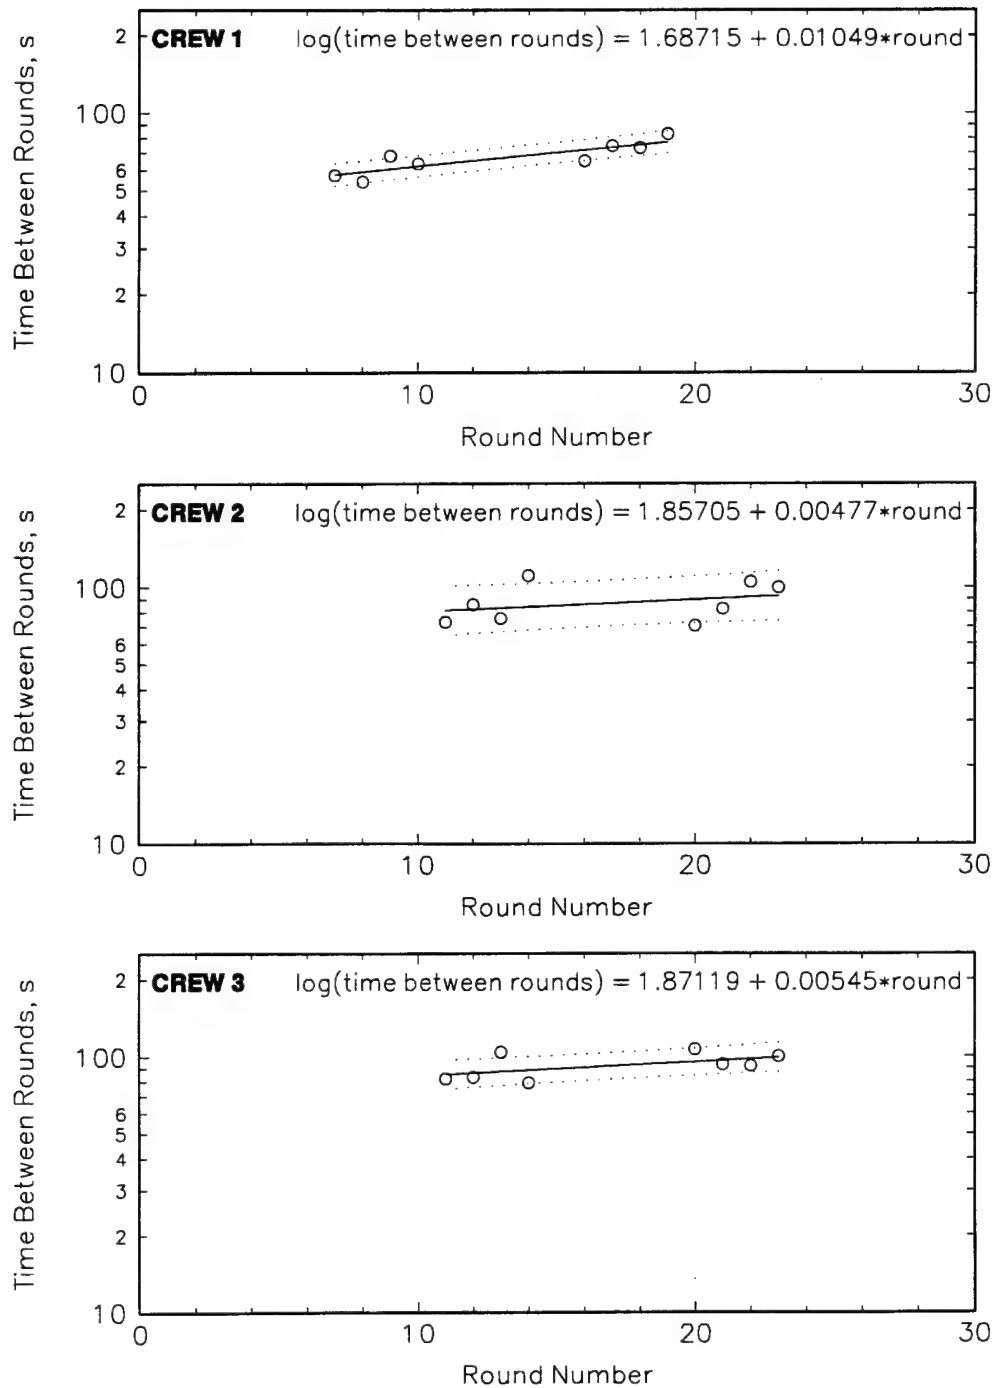 CREW 1 log(time between rounds) = 1.68715 + 0.01049*round
Time Between Rounds, s
2
100
6
5
4
3
2
10
0 10 20 30
Round Number
CREW 2 log(time between rounds) = 1.85705 + 0.00477*round
Time Between Rounds, s
2
100
6
5
4
3
2
10
0 10 20 30
Round Number
CREW 3 log(time between rounds) = 1.87119 + 0.00545*round
Time Between Rounds, s
2
100
6
5
4
3
2
10
0 10 20 30
Round Number